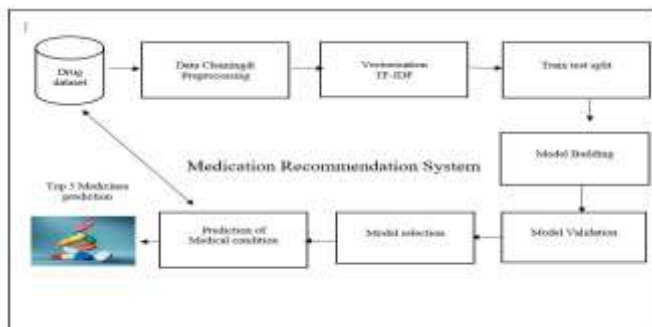 Drug
dataset
Data Cleaning&
Preprocessing
Vectorization
TF-IDF
Train test split
Medication Recommendation System
Model Building
Top 5 Medicines
prediction
Prediction of
Medical condition
Model selection
Model Validation